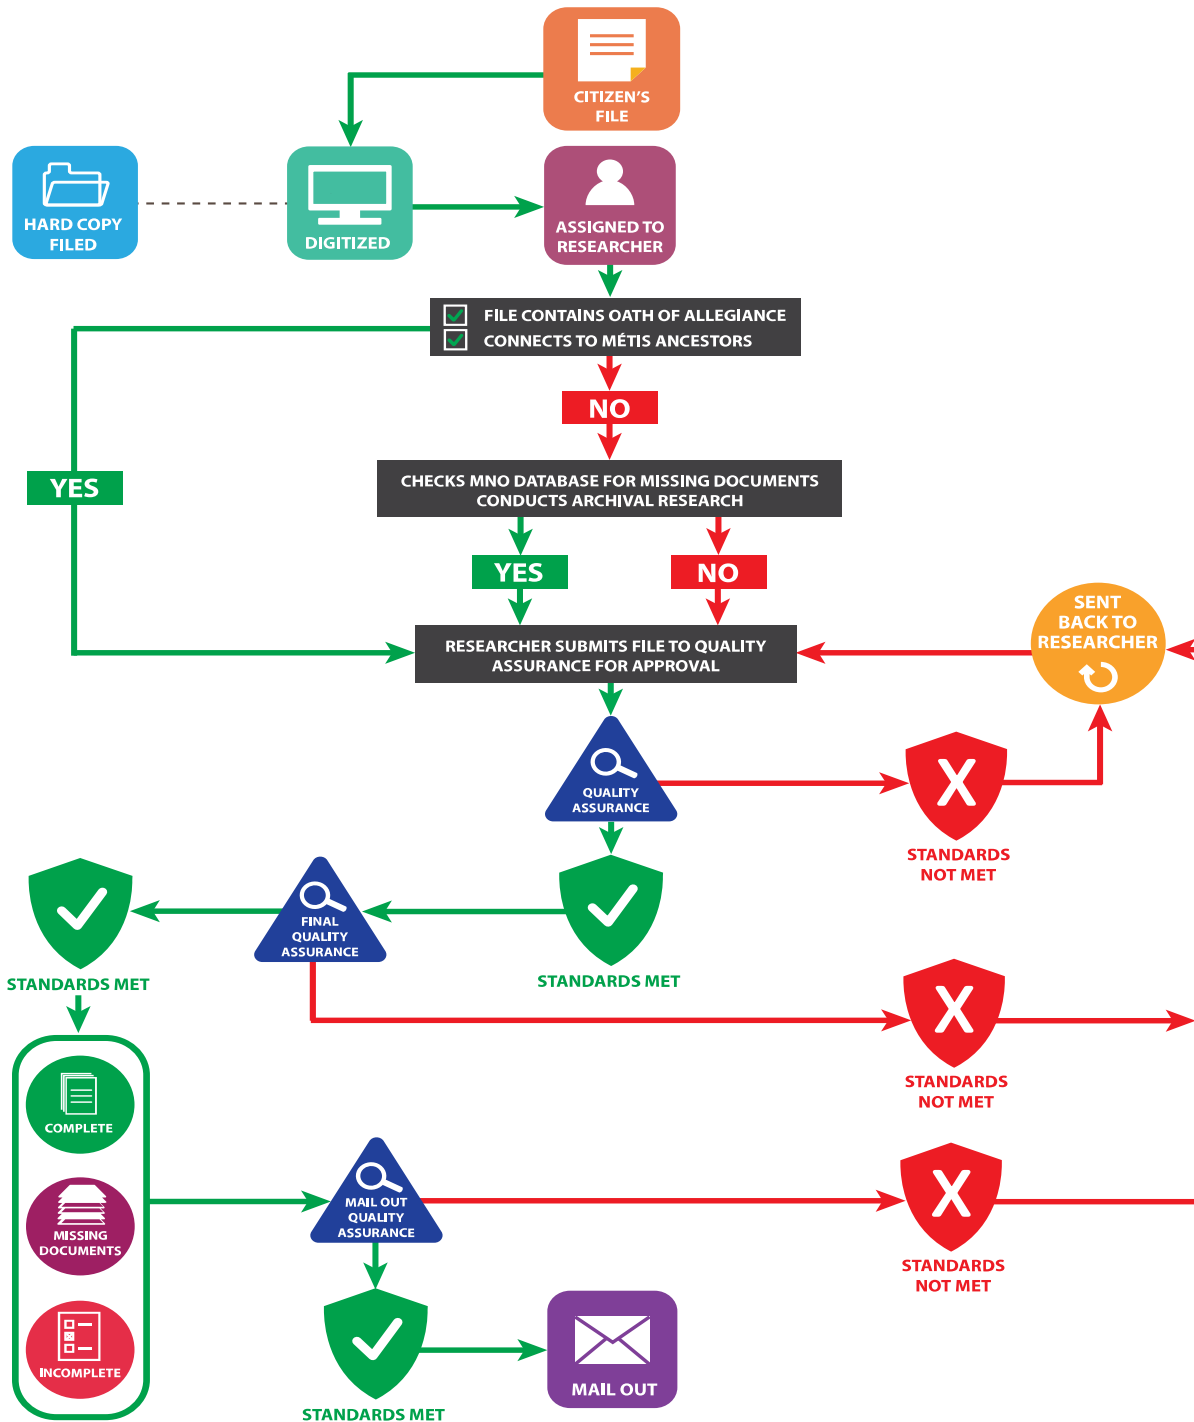 CITIZEN'S
FILE
HARD COPY
FILED
DIGITIZED
ASSIGNED TO
RESEARCHER
FILE CONTAINS OATH OF ALLEGIANCE
CONNECTS TO MÉTIS ANCESTORS
NO
YES
CHECKS MNO DATABASE FOR MISSING DOCUMENTS
CONDUCTS ARCHIVAL RESEARCH
YES
NO
SENT
BACK TO
RESEARCHER
RESEARCHER SUBMITS FILE TO QUALITY
ASSURANCE FOR APPROVAL
QUALITY
ASSURANCE
X
STANDARDS
NOT MET
FINAL
QUALITY
ASSURANCE
STANDARDS MET
STANDARDS MET
X
STANDARDS
NOT MET
COMPLETE
MISSING
DOCUMENTS
INCOMPLETE
MAIL OUT
QUALITY
ASSURANCE
X
STANDARDS
NOT MET
STANDARDS MET
MAIL OUT